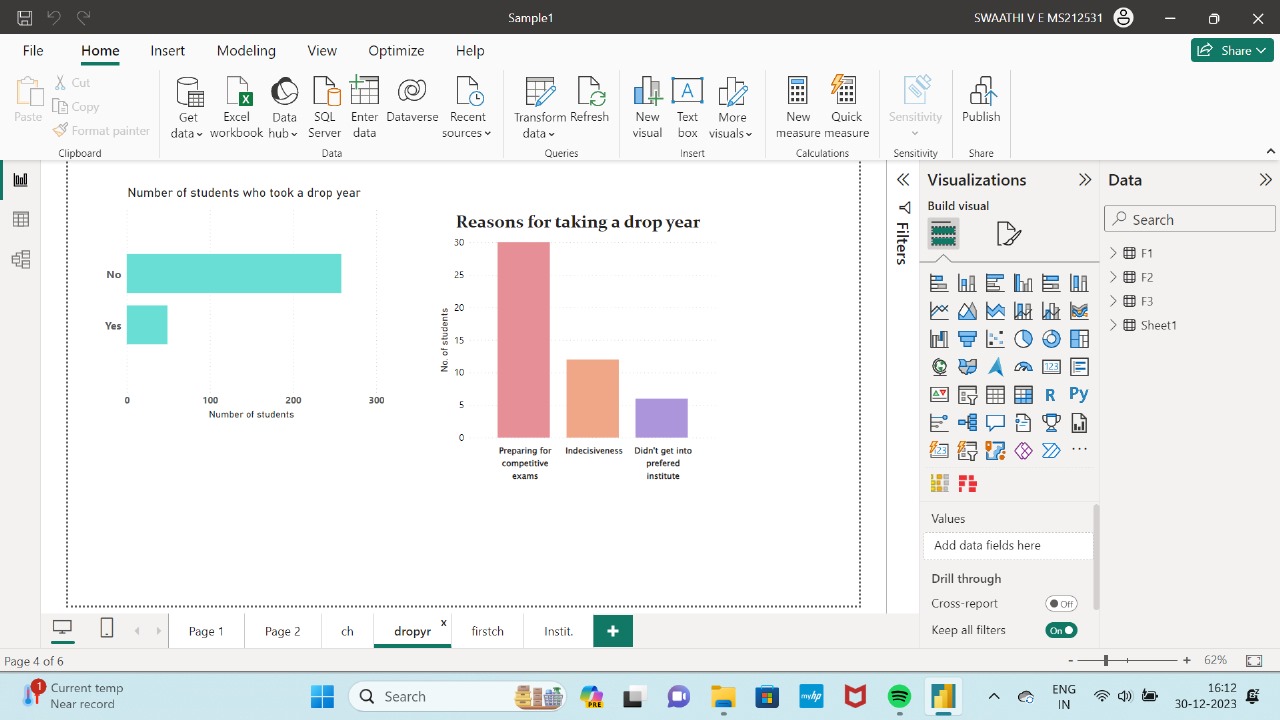 Sample1
SWAATHI V E MS212531
File Home Insert Modeling View Optimize Help
Share
Paste
Cut
Copy
Format painter
Clipboard
Get data
Excel workbook
Data hub
SQL Server
Enter data
Dataverse
Recent sources
Data
Transform data
Refresh
Queries
New visual
Text box
More visuals
Insert
New measure
Quick measure
Calculations
Sensitivity
Sensitivity
Publish
Share
Number of students who took a drop year
No
Yes
0 100 200 300
Number of students
Reasons for taking a drop year
30
25
20
15
10
5
0
No. of students
Preparing for
competitive
exams
Indecisiveness
Didn't get into
prefered
institute
Filters
Visualizations
Build visual
123
R Py
123
Values
Add data fields here
Drill through
Cross-report
Off
Keep all filters
On
Data
Search
F1
F2
F3
Sheet1
Page 1 Page 2 ch dropyr x firstch Instit. +
Page 4 of 6
- + 62%
1
Current temp
Near record
Search
PRE
myhp
ENG
IN
16:12
30-12-2023